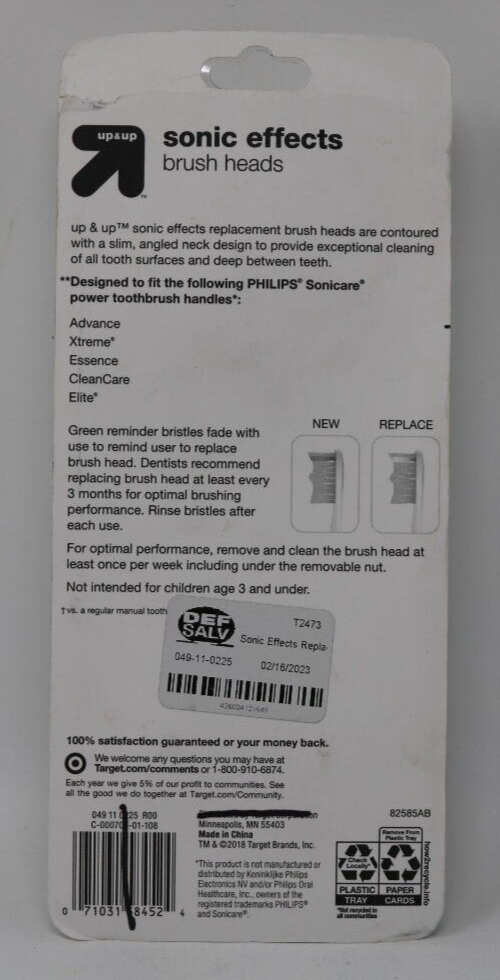 up&up
sonic effects
brush heads
up & up™ sonic effects replacement brush heads are contoured
with a slim, angled neck design to provide exceptional cleaning
of all tooth surfaces and deep between teeth.
**Designed to fit the following PHILIPS® Sonicare®
power toothbrush handles*:
Advance
Xtreme®
Essence
CleanCare
Elite®
Green reminder bristles fade with
use to remind user to replace
brush head. Dentists recommend
replacing brush head at least every
3 months for optimal brushing
performance. Rinse bristles after
each use.
NEW REPLACE
For optimal performance, remove and clean the brush head at
least once per week including under the removable nut.
Not intended for children age 3 and under.
†vs. a regular manual tooth
DEF
SALV
T2473
Sonic Effects Repla
049-11-0225 02/16/2023
100% satisfaction guaranteed or your money back.
We welcome any questions you may have at
Target.com/comments or 1-800-910-6874.
Each year we give 5% of our profit to communities. See
all the good we do together at Target.com/Community.
049 11 0225 R00
-01-108
0 71031 8452 4
Minneapolis, MN 55403
Made in China
TM & ©2018 Target Brands, Inc.
*This product is not manufactured or
distributed by Koninklijke Philips
Electronics NV and/or Philips Oral
Healthcare, Inc., owners of the
registered trademarks PHILIPS®
and Sonicare®.
82585AB
Remove From
Plastic Tray
Check
Locally*
PLASTIC PAPER
TRAY CARDS
*Not recycled in
all communities
how2recycle.info